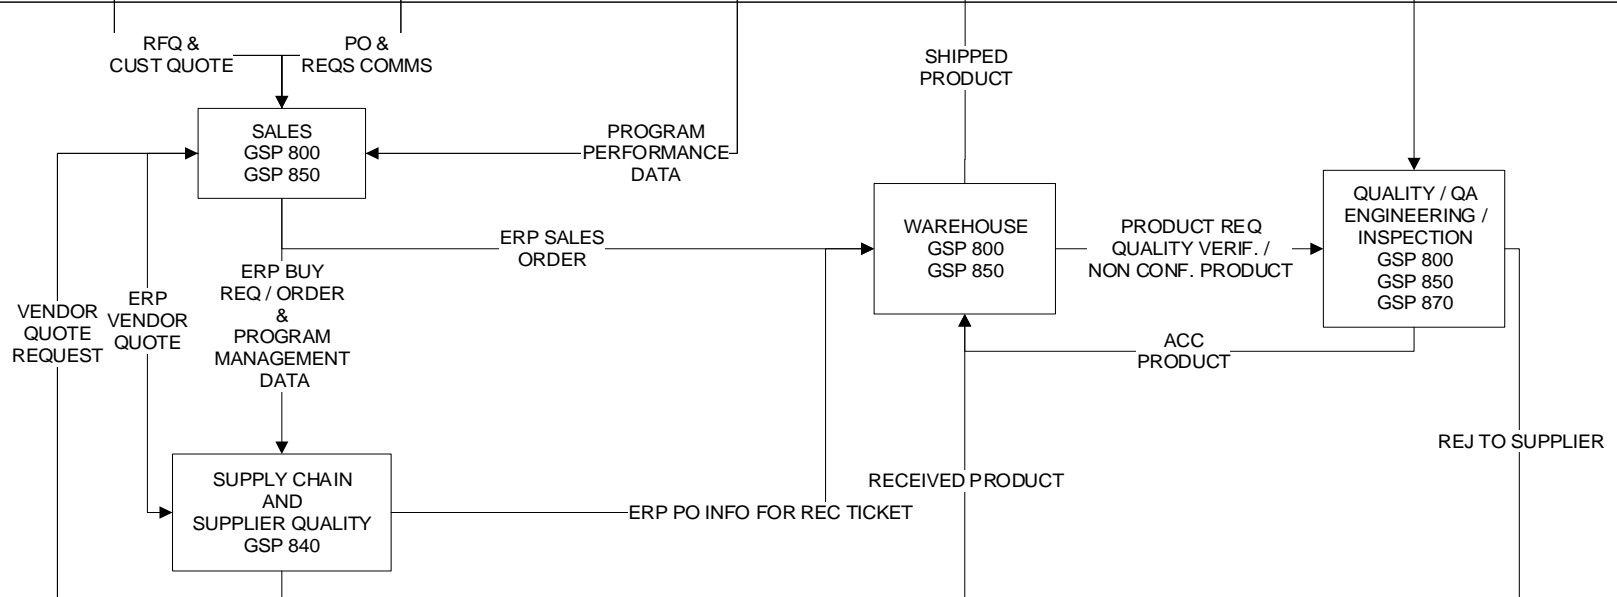 RFQ &
CUST QUOTE
PO &
REQS COMMS
SHIPPED
PRODUCT
SALES
GSP 800
GSP 850
PROGRAM
PERFORMANCE
DATA
WAREHOUSE
GSP 800
GSP 850
PRODUCT REQ
QUALITY VERIF. /
NON CONF. PRODUCT
QUALITY / QA
ENGINEERING /
INSPECTION
GSP 800
GSP 850
GSP 870
ERP SALES
ORDER
ERP BUY
REQ / ORDER
&
PROGRAM
MANAGEMENT
DATA
VENDOR
QUOTE
REQUEST
ERP
VENDOR
QUOTE
ACC
PRODUCT
REJ TO SUPPLIER
RECEIVED PRODUCT
SUPPLY CHAIN
AND
SUPPLIER QUALITY
GSP 840
ERP PO INFO FOR REC TICKET